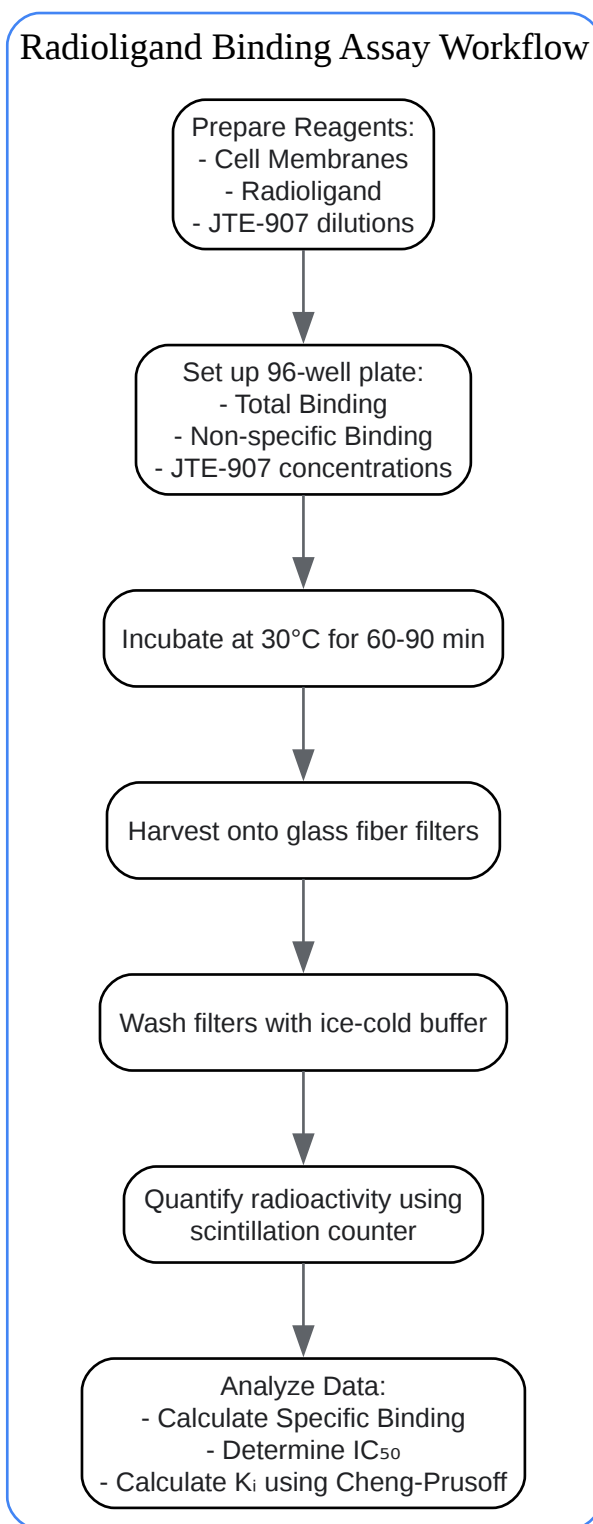 Radioligand Binding Assay Workflow
Prepare Reagents:
- Cell Membranes
- Radioligand
- JTE-907 dilutions
Set up 96-well plate:
- Total Binding
- Non-specific Binding
- JTE-907 concentrations
Incubate at 30°C for 60-90 min
Harvest onto glass fiber filters
Wash filters with ice-cold buffer
Quantify radioactivity using
scintillation counter
Analyze Data:
- Calculate Specific Binding
- Determine IC₅₀
- Calculate Kᵢ using Cheng-Prusoff